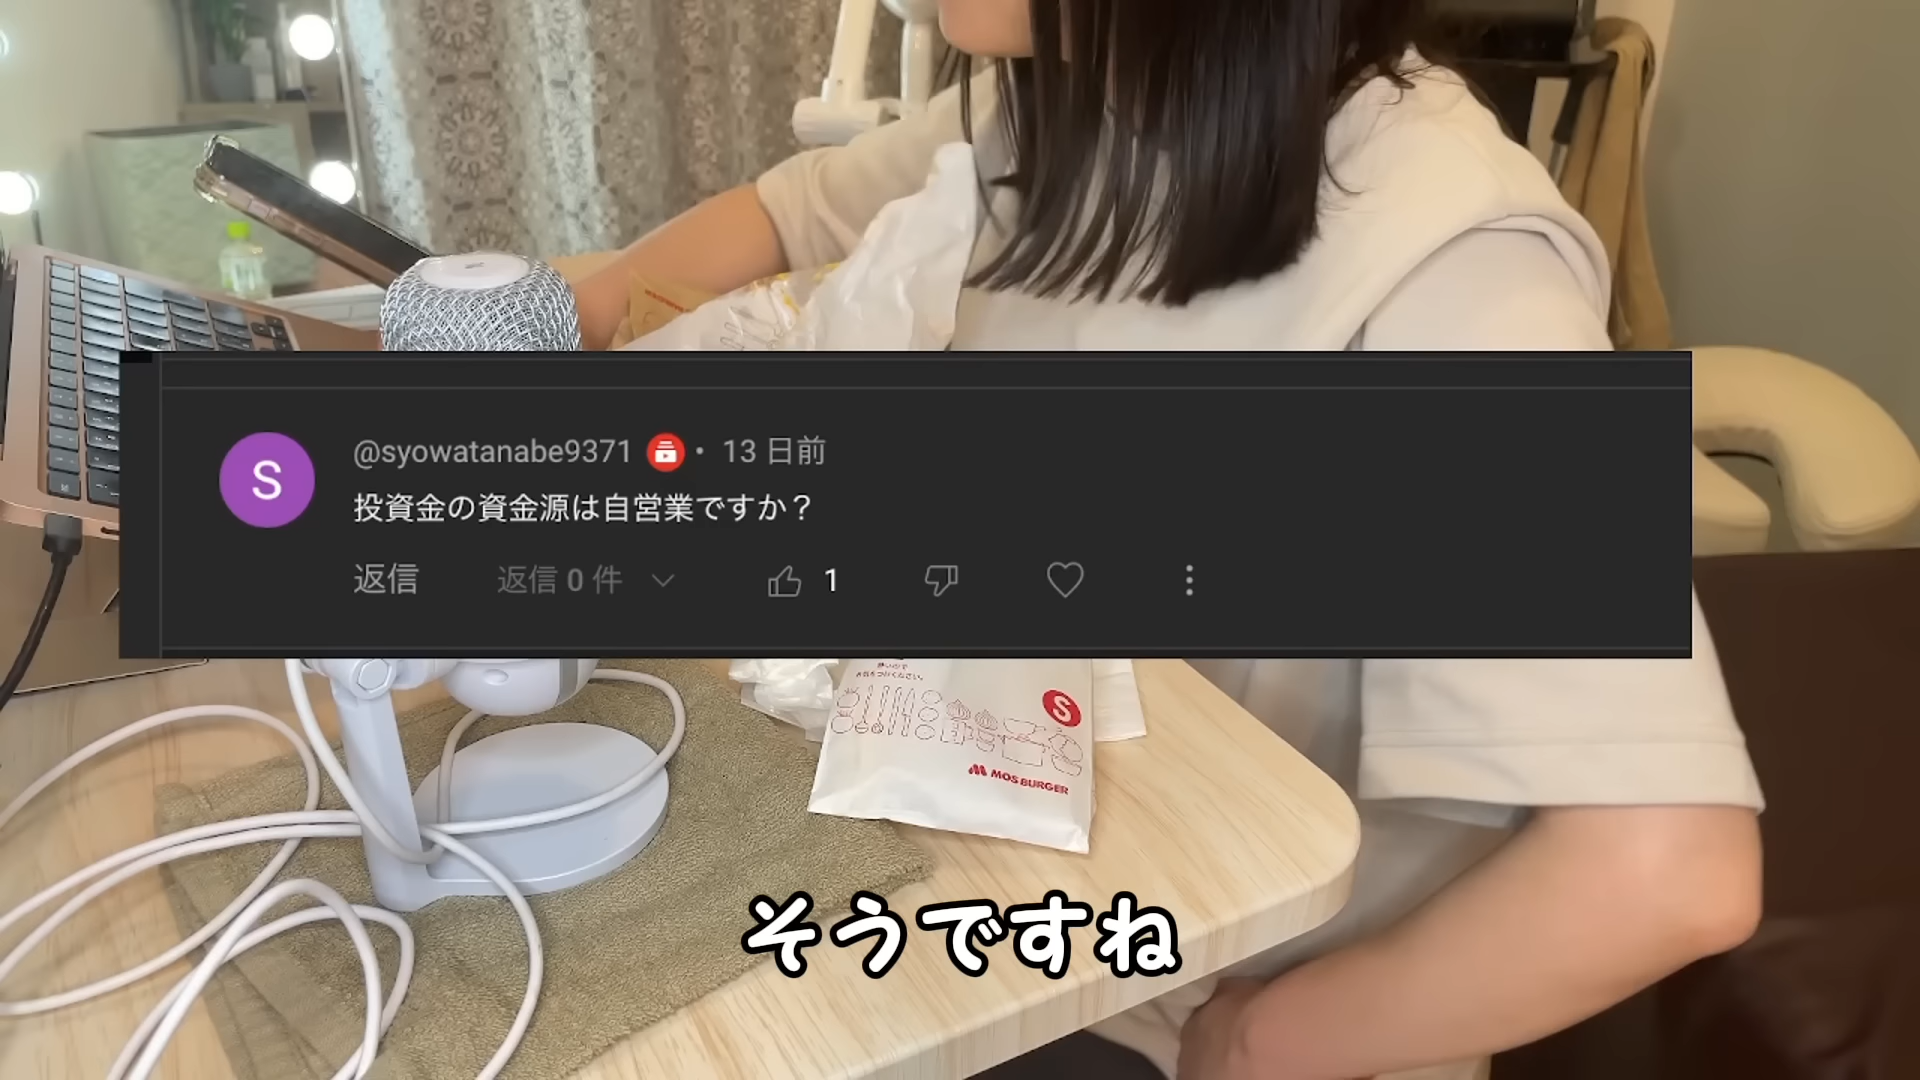 @syowatanabe9371 • 13 日前
投資金の資金源は自営業ですか？
返信 返信 0 件 1
S
S
MOS BURGER
そうですね